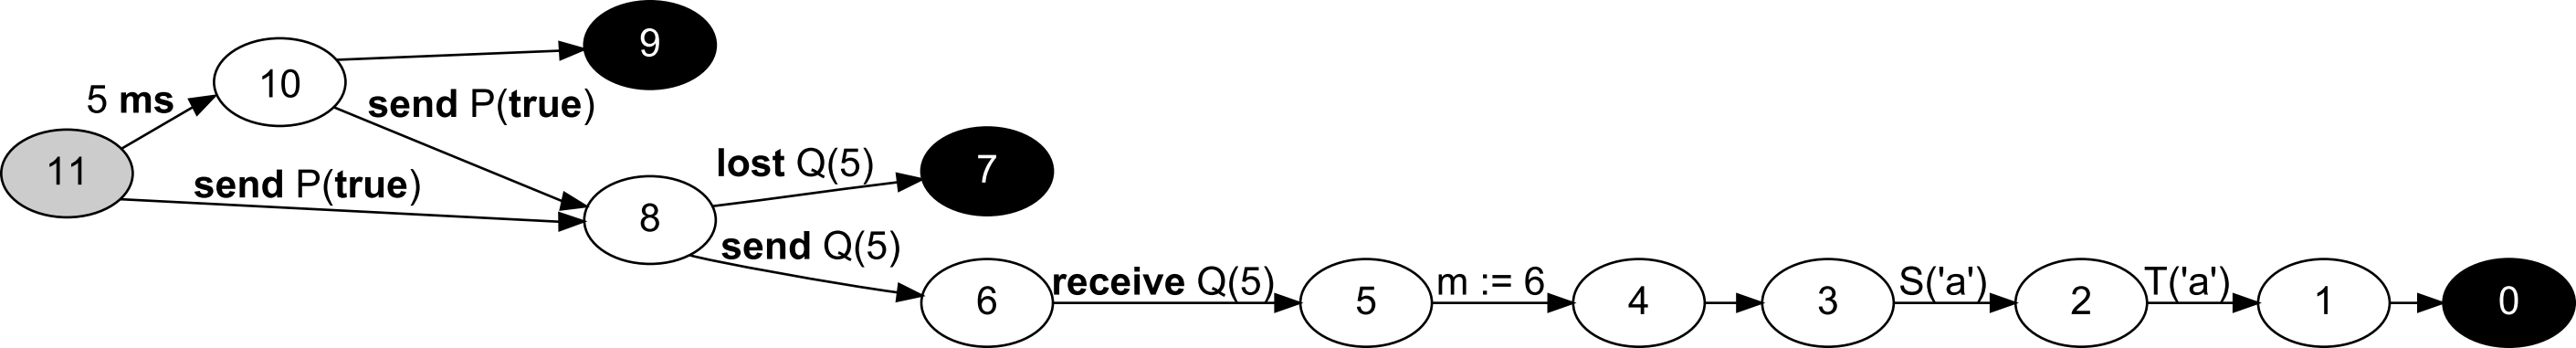 9
10
5 ms
send P(true)
11
lost Q(5)
7
send P(true)
8
send Q(5)
6
receive Q(5)
5
m := 6
4
3
S('a')
2
T('a')
1
0